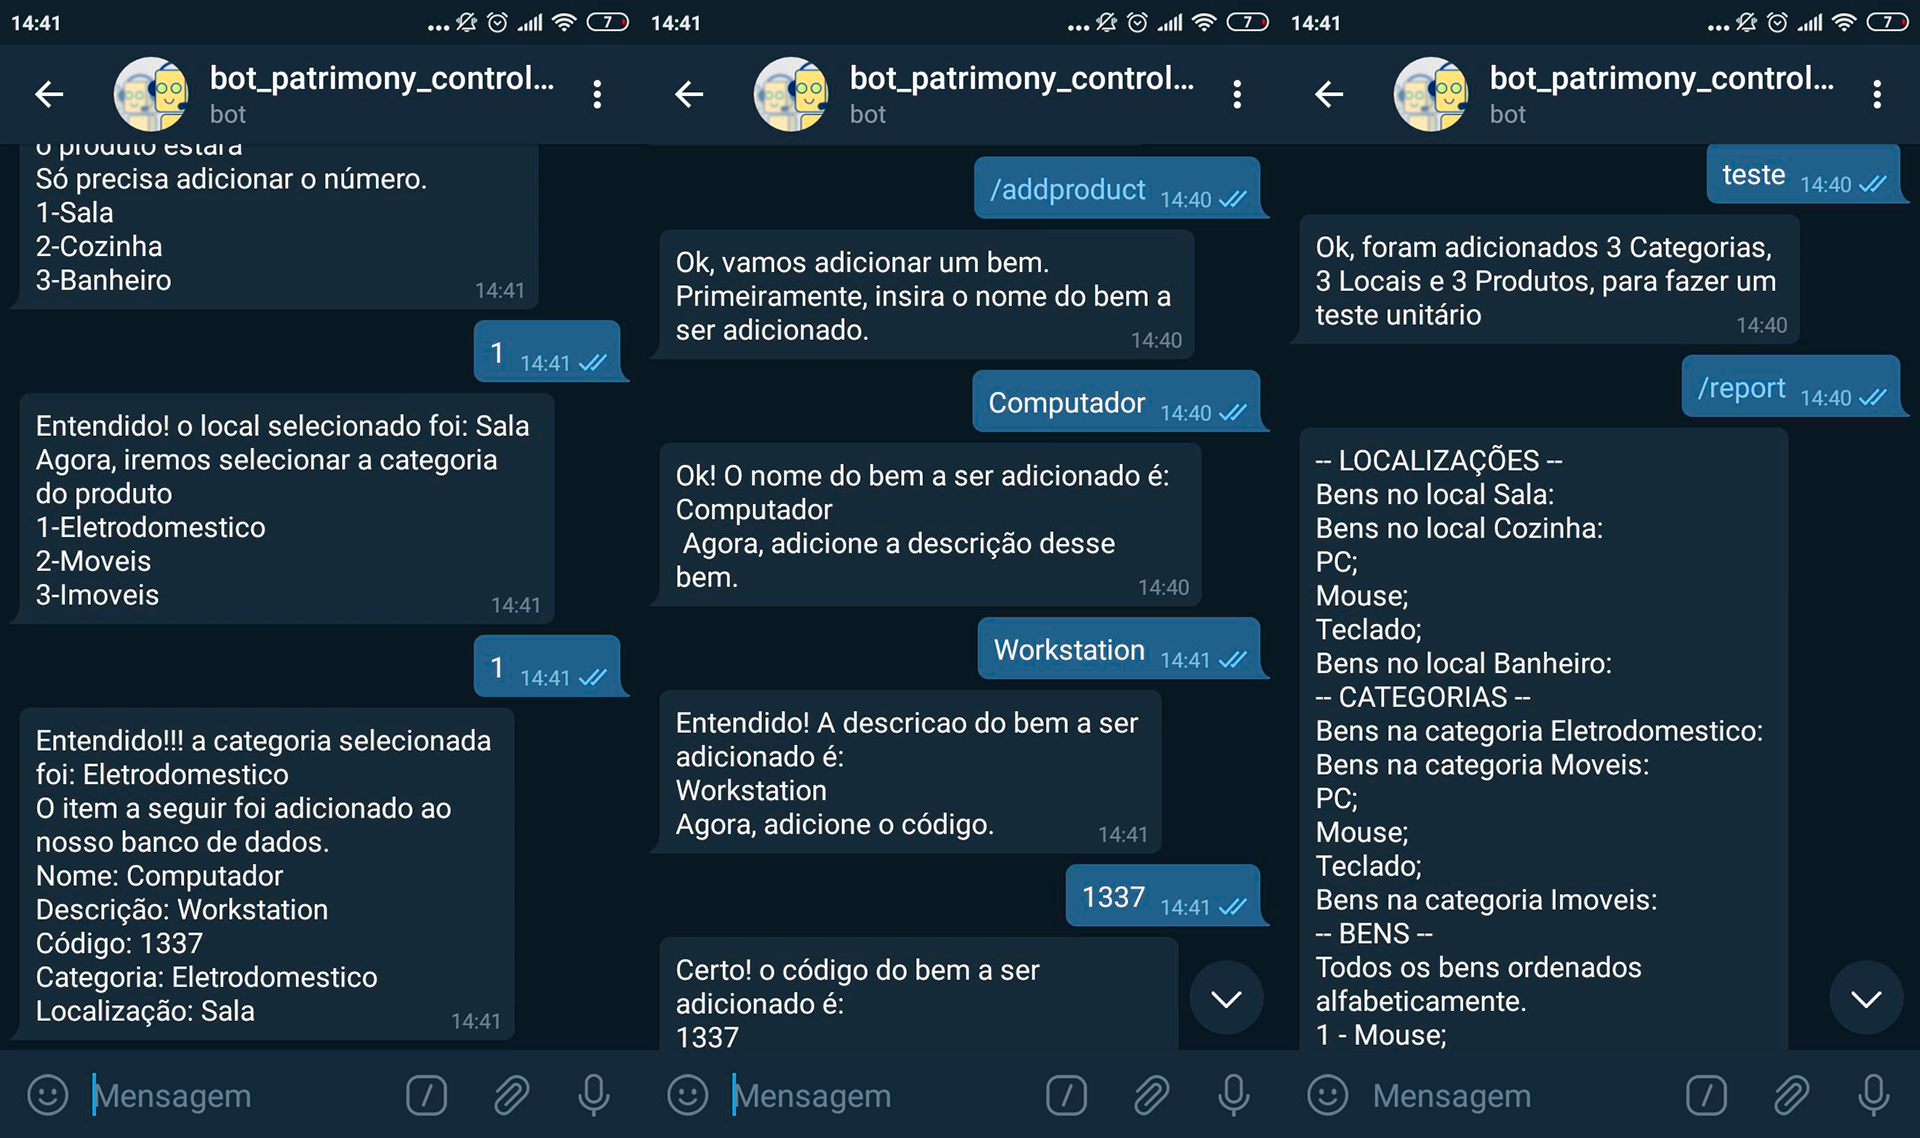 14:41
7
bot_patrimony_control...
bot
o produto estará
Só precisa adicionar o número.
1-Sala
2-Cozinha
3-Banheiro
14:41
1 14:41
Entendido! o local selecionado foi: Sala
Agora, iremos selecionar a categoria
do produto
1-Eletrodomestico
2-Moveis
3-Imoveis
14:41
1 14:41
Entendido!!! a categoria selecionada
foi: Eletrodomestico
O item a seguir foi adicionado ao
nosso banco de dados.
Nome: Computador
Descrição: Workstation
Código: 1337
Categoria: Eletrodomestico
Localização: Sala
14:41
Mensagem
14:41
7
bot_patrimony_control...
bot
/addproduct 14:40
Ok, vamos adicionar um bem.
Primeiramente, insira o nome do bem a
ser adicionado.
14:40
Computador 14:40
Ok! O nome do bem a ser adicionado é:
Computador
Agora, adicione a descrição desse
bem.
14:40
Workstation 14:41
Entendido! A descricao do bem a ser
adicionado é:
Workstation
Agora, adicione o código.
14:41
1337 14:41
Certo! o código do bem a ser
adicionado é:
1337
Mensagem
14:41
7
bot_patrimony_control...
bot
teste 14:40
Ok, foram adicionados 3 Categorias,
3 Locais e 3 Produtos, para fazer um
teste unitário
14:40
/report 14:40
-- LOCALIZAÇÕES --
Bens no local Sala:
Bens no local Cozinha:
PC;
Mouse;
Teclado;
Bens no local Banheiro:
-- CATEGORIAS --
Bens na categoria Eletrodomestico:
Bens na categoria Moveis:
PC;
Mouse;
Teclado;
Bens na categoria Imoveis:
-- BENS --
Todos os bens ordenados
alfabeticamente.
1 - Mouse;
Mensagem